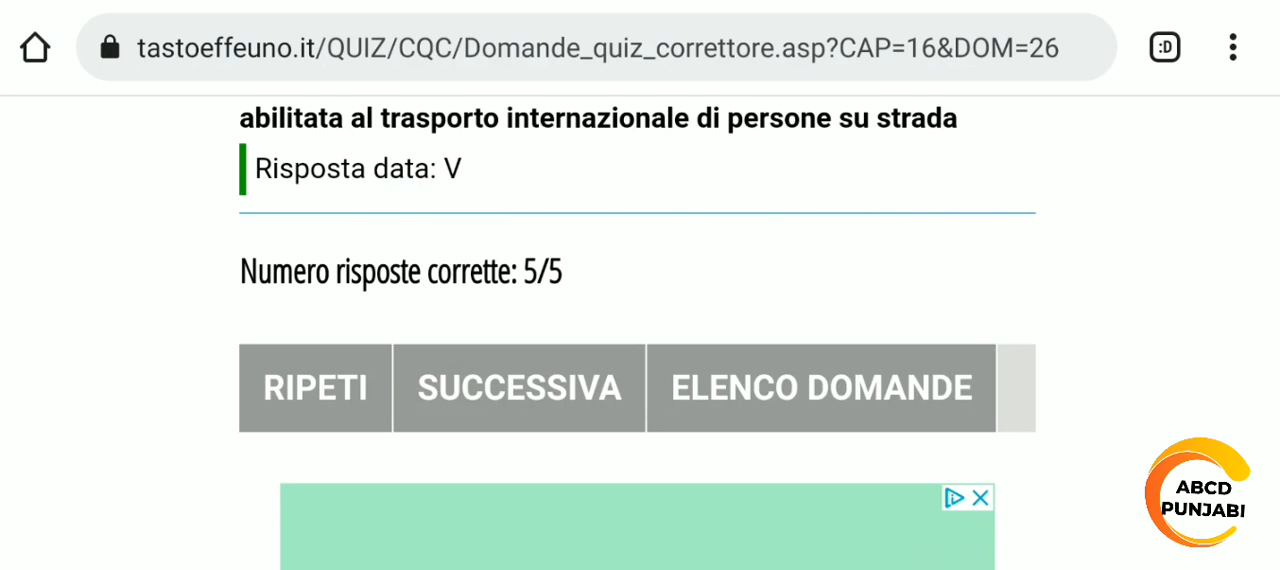 tastoeffeuno.it/QUIZ/CQC/Domande_quiz_correttore.asp?CAP=16&DOM=26
:D
abilitata al trasporto internazionale di persone su strada
Risposta data: V
Numero risposte corrette: 5/5
RIPETI SUCCESSIVA ELENCO DOMANDE
ABCD
PUNJABI